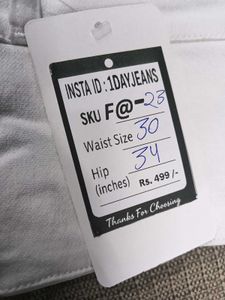 INSTA ID : 1DAYJEANS
SKU F@-23
Waist Size 30
Hip 34
(inches) Rs. 499 /-
Thanks For Choosing